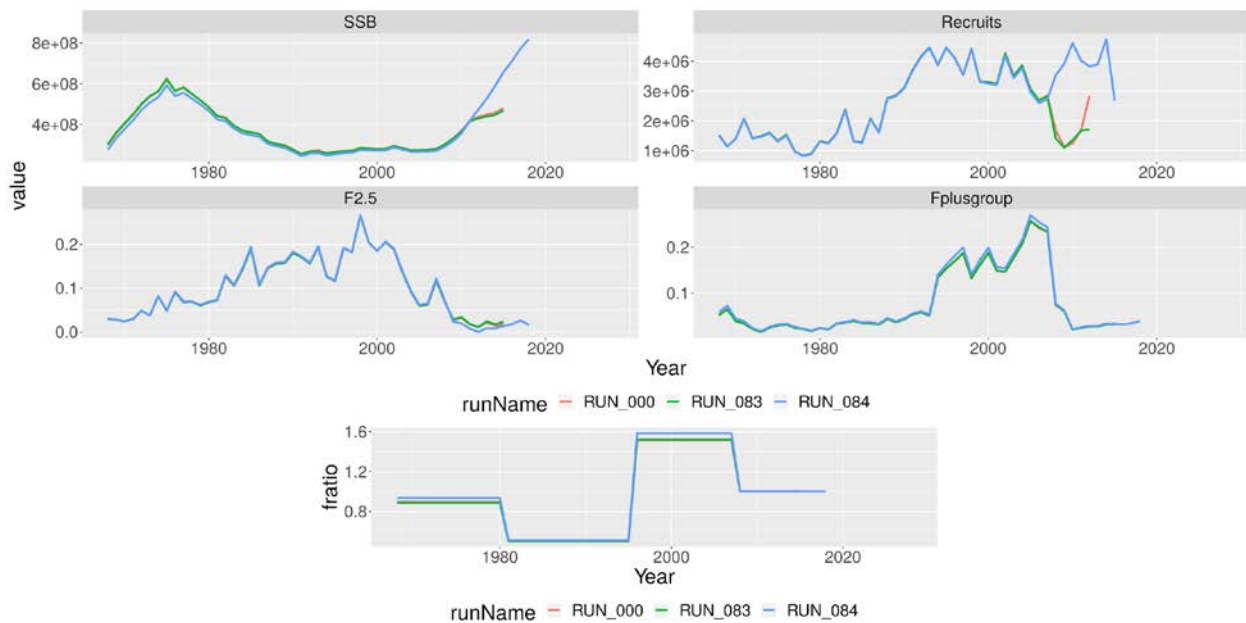 SSB
Recruits
8e+08
6e+08
4e+08
4e+06
3e+06
2e+06
1e+06
1980 2000 2020
1980 2000 2020
value
F2.5
Fplusgroup
0.2
0.1
0.0
0.2
0.1
1980 2000 2020
1980 2000 2020
Year
runName RUN_000 RUN_083 RUN_084
fratio
1.6
1.2
0.8
1980 2000 2020
Year
runName RUN_000 RUN_083 RUN_084